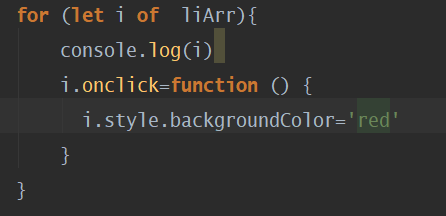 for (let i of  liArr){
    console.log(i)
    i.onclick=function () {
      i.style.backgroundColor='red'
    }
}